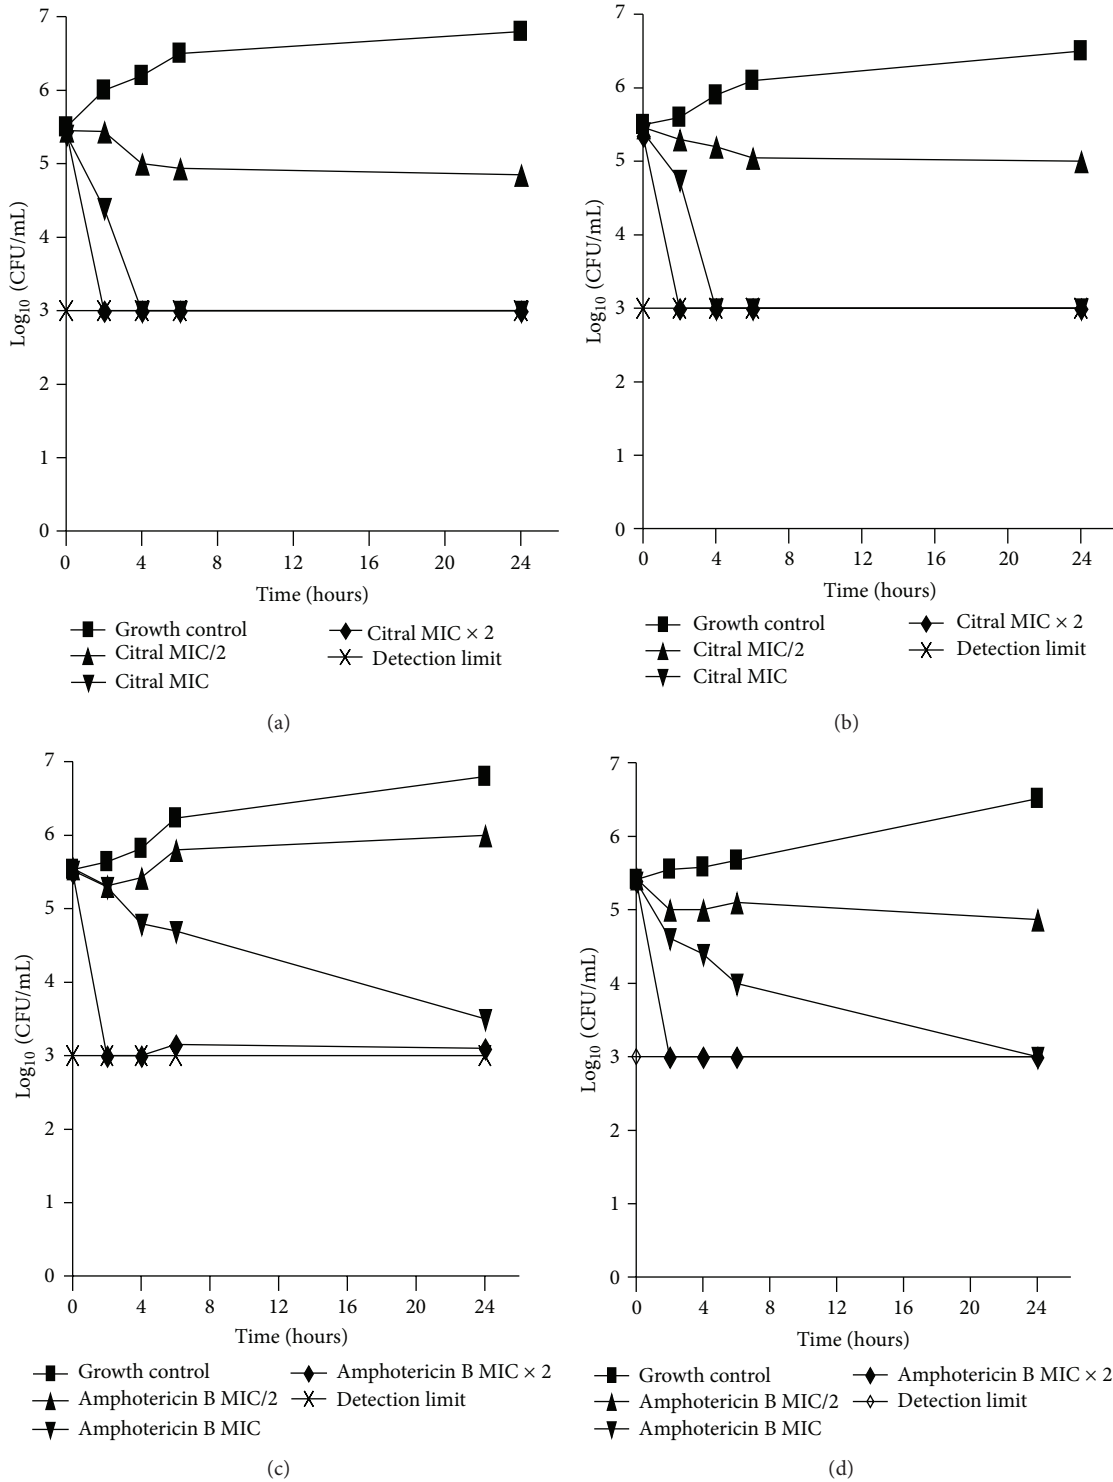 7
6
5
4
3
2
1
0
Log10 (CFU/mL)
0 4 8 12 16 20 24
Time (hours)
Growth control
Citral MIC/2
Citral MIC
Citral MIC × 2
Detection limit
(a)
7
6
5
4
3
2
1
0
Log10 (CFU/mL)
0 4 8 12 16 20 24
Time (hours)
Growth control
Citral MIC/2
Citral MIC
Citral MIC × 2
Detection limit
(b)
7
6
5
4
3
2
1
0
Log10 (CFU/mL)
0 4 8 12 16 20 24
Time (hours)
Growth control
Amphotericin B MIC/2
Amphotericin B MIC
Amphotericin B MIC × 2
Detection limit
(c)
7
6
5
4
3
2
1
0
Log10 (CFU/mL)
0 4 8 12 16 20 24
Time (hours)
Growth control
Amphotericin B MIC/2
Amphotericin B MIC
Amphotericin B MIC × 2
Detection limit
(d)